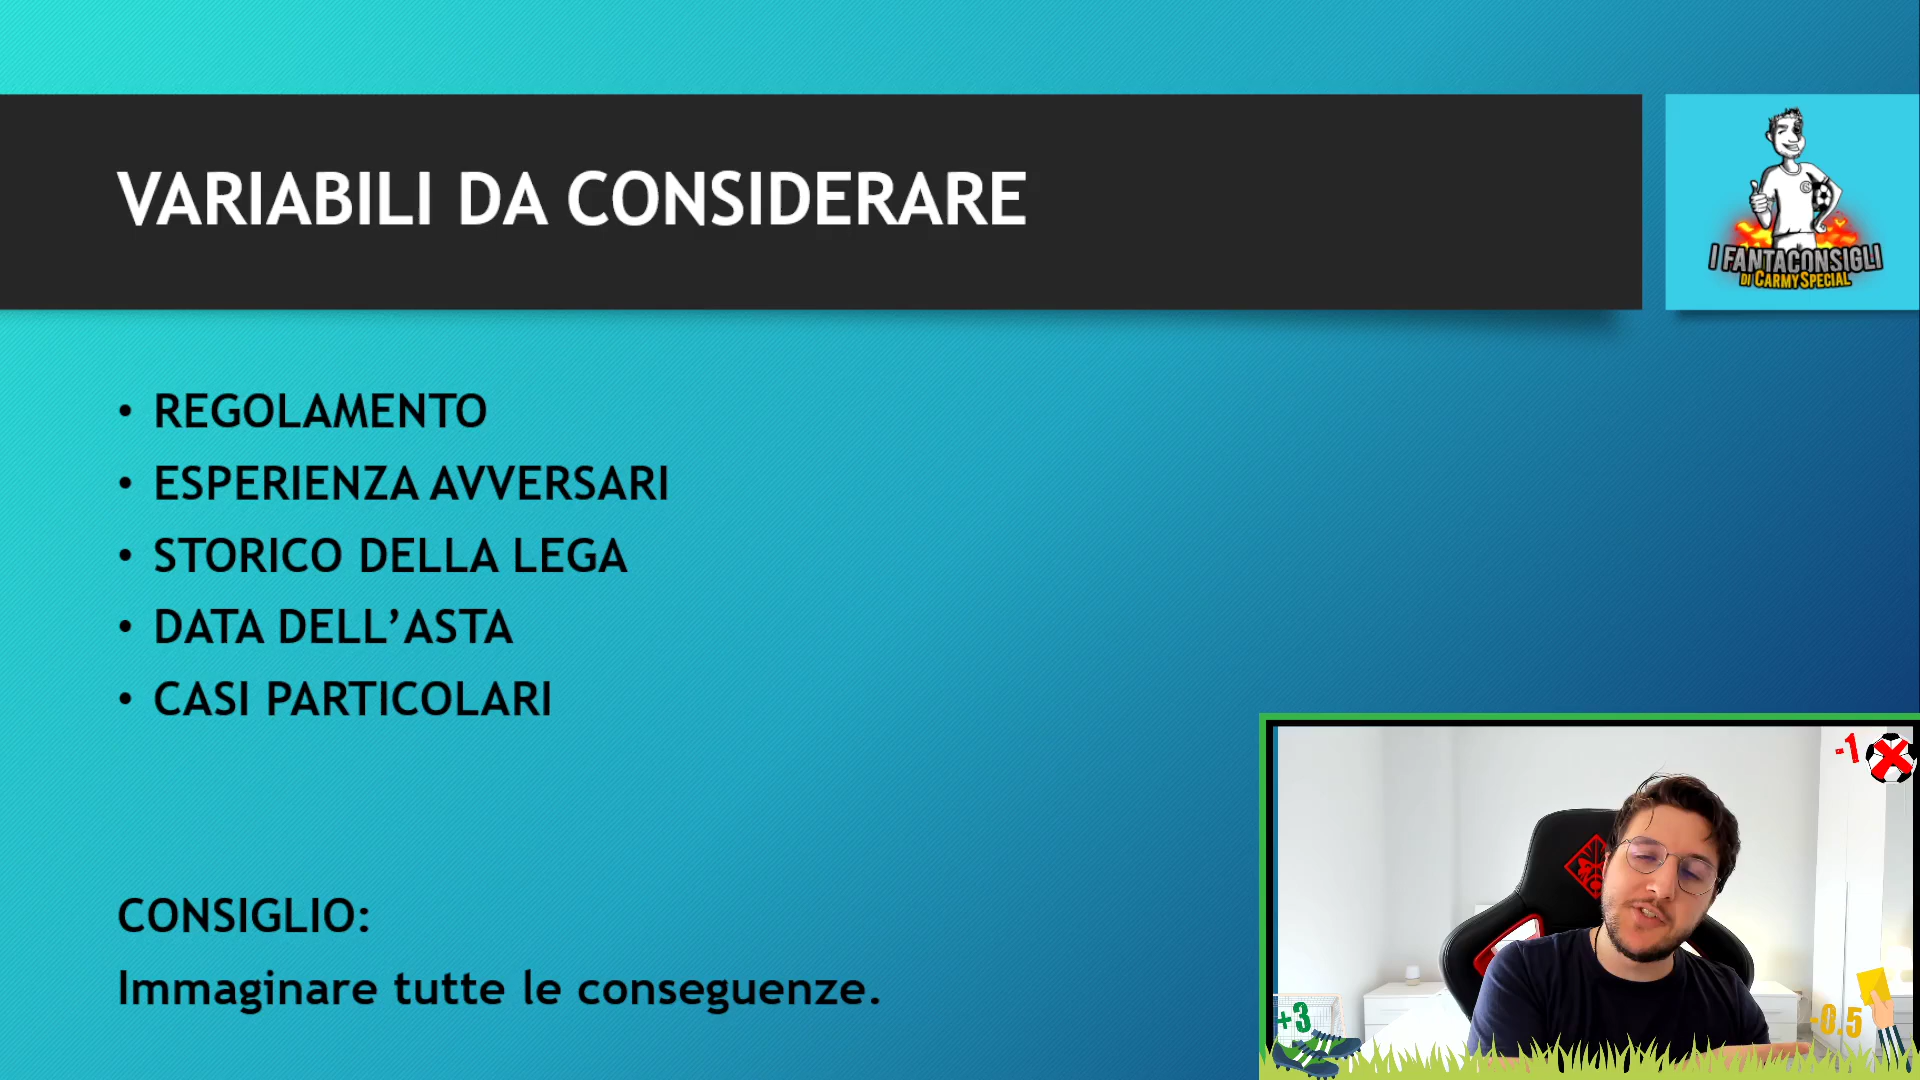 VARIABILI DA CONSIDERARE
I FANTACONSIGLI
DI CARMYSPECIAL
• REGOLAMENTO
• ESPERIENZA AVVERSARI
• STORICO DELLA LEGA
• DATA DELL’ASTA
• CASI PARTICOLARI
CONSIGLIO:
Immaginare tutte le conseguenze.
-1
+3
-0.5